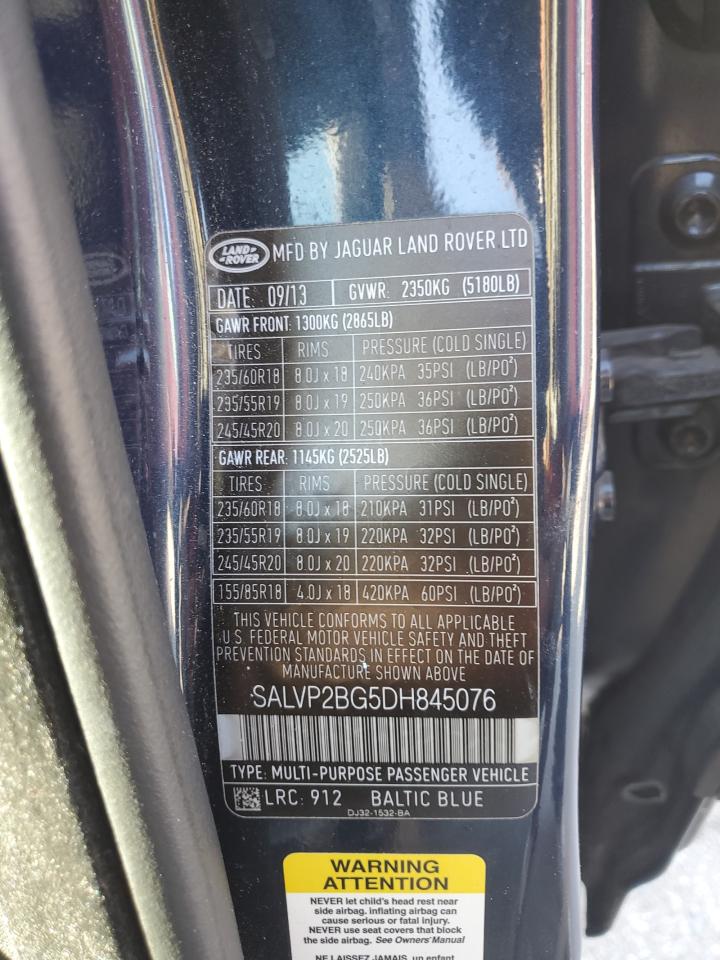 LAND ROVER MFD BY JAGUAR LAND ROVER LTD
DATE: 09/13 GVWR: 2350KG (5180LB)
GAWR FRONT: 1300KG (2865LB)
TIRES RIMS PRESSURE (COLD SINGLE)
235/60R18 8.0J x 18 240KPA 35PSI (LB/PO²)
235/55R19 8.0J x 19 250KPA 36PSI (LB/PO²)
245/45R20 8.0J x 20 250KPA 36PSI (LB/PO²)
GAWR REAR: 1145KG (2525LB)
TIRES RIMS PRESSURE (COLD SINGLE)
235/60R18 8.0J x 18 210KPA 31PSI (LB/PO²)
235/55R19 8.0J x 19 220KPA 32PSI (LB/PO²)
245/45R20 8.0J x 20 220KPA 32PSI (LB/PO²)
155/85R18 4.0J x 18 420KPA 60PSI (LB/PO²)
THIS VEHICLE CONFORMS TO ALL APPLICABLE
U.S. FEDERAL MOTOR VEHICLE SAFETY AND THEFT
PREVENTION STANDARDS IN EFFECT ON THE DATE OF
MANUFACTURE SHOWN ABOVE
SALVP2BG5DH845076
TYPE: MULTI-PURPOSE PASSENGER VEHICLE
LRC: 912 BALTIC BLUE
DJ32-1532-BA
WARNING
ATTENTION
NEVER let child's head rest near
side airbag. inflating airbag can
cause serious or fatal injury.
NEVER use seat covers that block
the side airbag. See Owners' Manual
NE LAISSEZ JAMAIS, un enfant